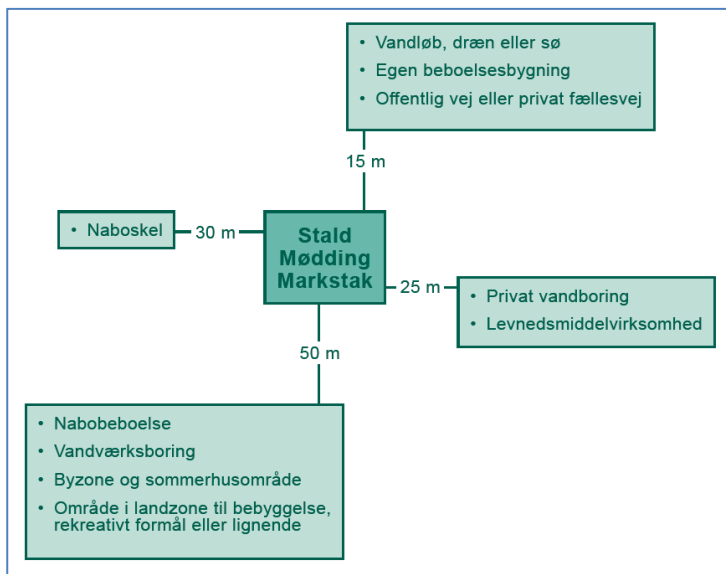 • Vandløb, dræn eller sø
• Egen beboelsesbygning
• Offentlig vej eller privat fællesvej
15 m
• Naboskel
30 m
Stald
Mødding
Markstak
25 m
• Privat vandboring
• Levnedsmiddelvirksomhed
50 m
• Nabobeboelse
• Vandværksboring
• Byzone og sommerhusområde
• Område i landzone til bebyggelse,
rekreativt formål eller lignende